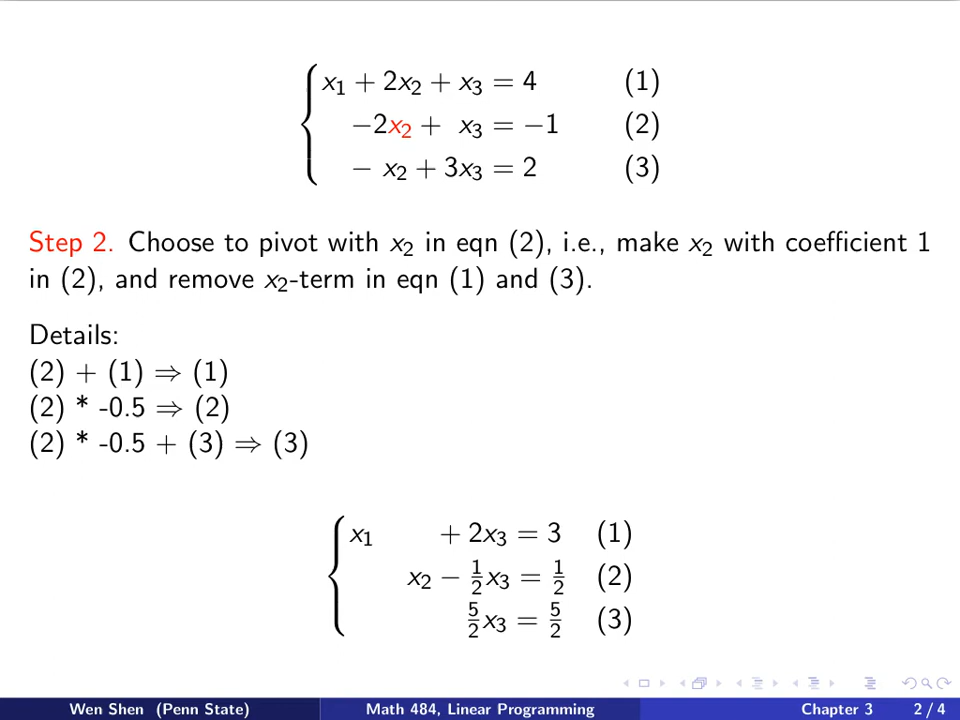 x₁ + 2x₂ + x₃ = 4 (1)
−2x₂ + x₃ = −1 (2)
− x₂ + 3x₃ = 2 (3)
Step 2. Choose to pivot with x₂ in eqn (2), i.e., make x₂ with coefficient 1
in (2), and remove x₂-term in eqn (1) and (3).
Details:
(2) + (1) ⇒ (1)
(2) * -0.5 ⇒ (2)
(2) * -0.5 + (3) ⇒ (3)
x₁ + 2x₃ = 3 (1)
x₂ − ½x₃ = ½ (2)
5/2 x₃ = 5/2 (3)
Wen Shen (Penn State) Math 484, Linear Programming Chapter 3 2 / 4